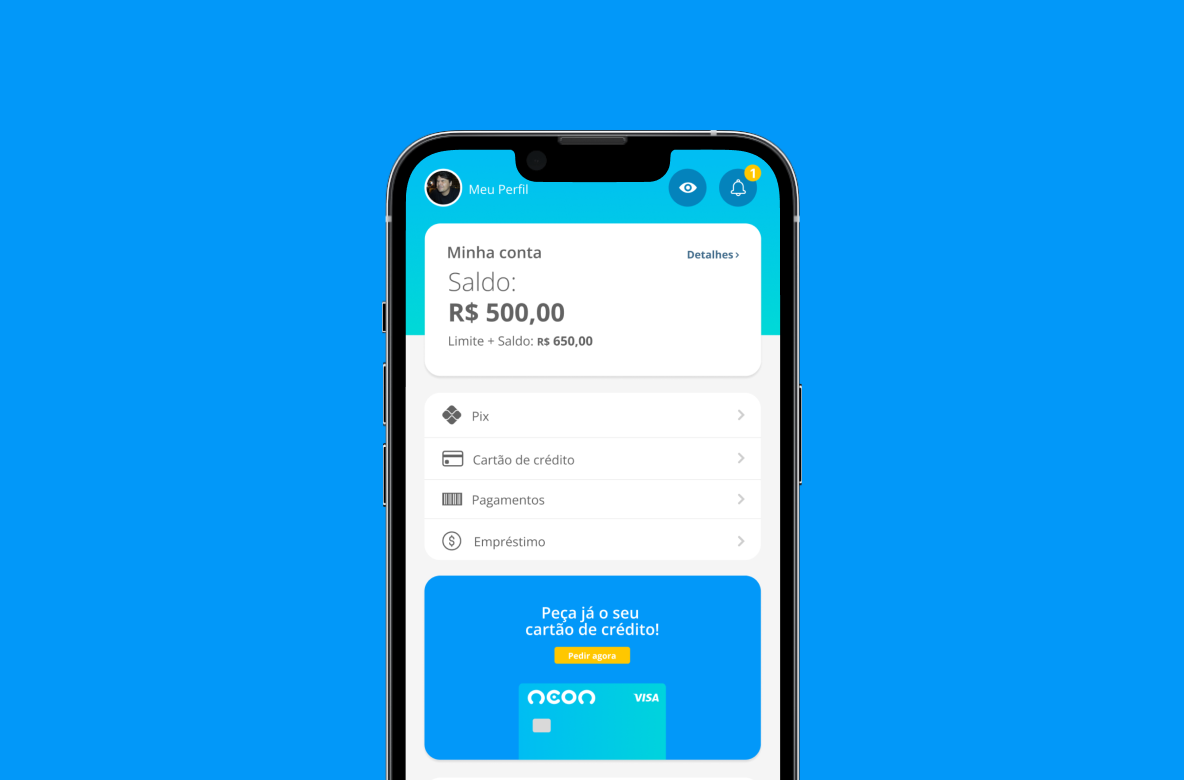 Meu Perfil
1
Minha conta
Detalhes
Saldo:
R$ 500,00
Limite + Saldo: R$ 650,00
Pix
Cartão de crédito
Pagamentos
$ Empréstimo
Peça já o seu
cartão de crédito!
Pedir agora
neon VISA